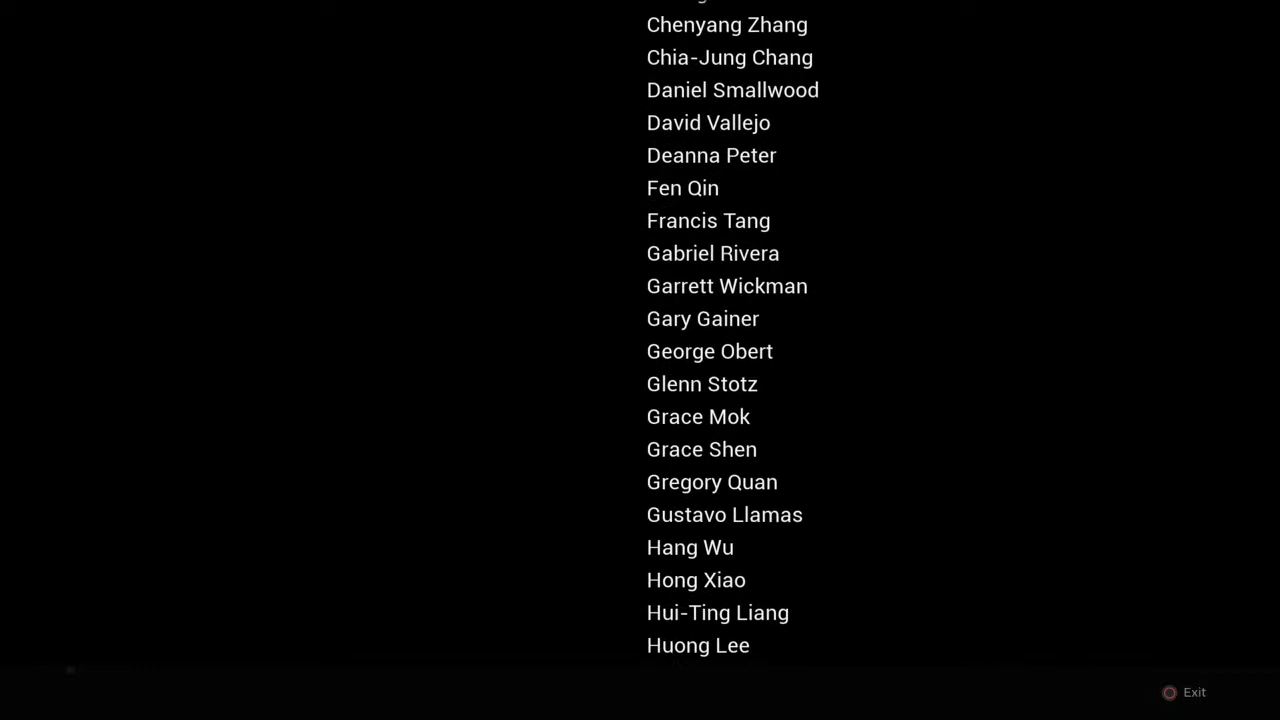 Chenyang Zhang
Chia-Jung Chang
Daniel Smallwood
David Vallejo
Deanna Peter
Fen Qin
Francis Tang
Gabriel Rivera
Garrett Wickman
Gary Gainer
George Obert
Glenn Stotz
Grace Mok
Grace Shen
Gregory Quan
Gustavo Llamas
Hang Wu
Hong Xiao
Hui-Ting Liang
Huong Lee
Exit